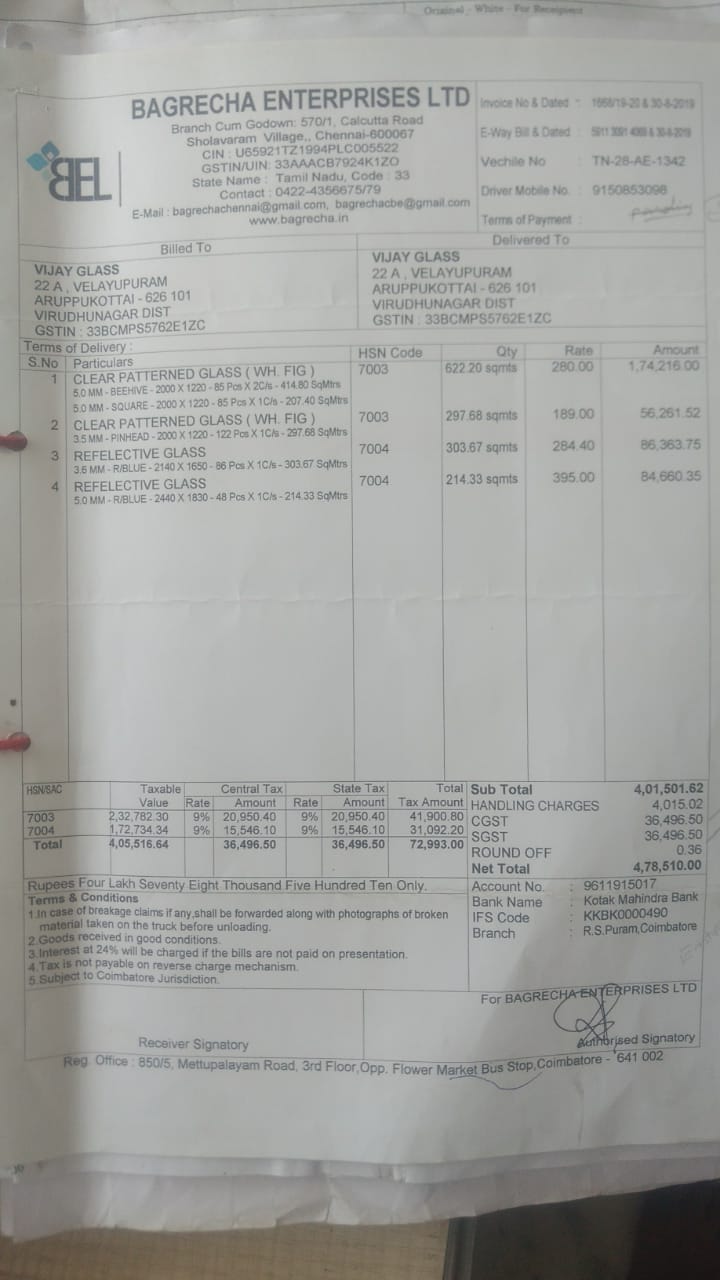 Original - White - For Receipient
BAGRECHA ENTERPRISES LTD
Branch Cum Godown: 570/1, Calcutta Road
Sholavaram Village,, Chennai-600067
CIN : U65921TZ1994PLC005522
GSTIN/UIN: 33AAACB7924K1ZO
State Name : Tamil Nadu, Code : 33
Contact : 0422-4356675/79
E-Mail : bagrechachennai@gmail.com, bagrechacbe@gmail.com
www.bagrecha.in
BEL
Invoice No & Dated : 1668/19-20 & 30-8-2019
E-Way Bill & Dated : & 30-8-2019
Vechile No : TN-28-AE-1342
Driver Mobile No. : 9150853098
Terms of Payment :
Billed To
VIJAY GLASS
22 A , VELAYUPURAM
ARUPPUKOTTAI - 626 101
VIRUDHUNAGAR DIST
GSTIN : 33BCMPS5762E1ZC
Delivered To
VIJAY GLASS
22 A , VELAYUPURAM
ARUPPUKOTTAI - 626 101
VIRUDHUNAGAR DIST
GSTIN : 33BCMPS5762E1ZC
Terms of Delivery :
S.No Particulars HSN Code Qty Rate Amount
1 CLEAR PATTERNED GLASS ( WH. FIG ) 7003 622.20 sqmts 280.00 1,74,216.00
5.0 MM - BEEHIVE - 2000 X 1220 - 85 Pcs X 2C/s - 414.80 SqMtrs
5.0 MM - SQUARE - 2000 X 1220 - 85 Pcs X 1C/s - 207.40 SqMtrs
2 CLEAR PATTERNED GLASS ( WH. FIG ) 7003 297.68 sqmts 189.00 56,261.52
3.5 MM - PINHEAD - 2000 X 1220 - 122 Pcs X 1C/s - 297.68 SqMtrs
3 REFELECTIVE GLASS 7004 303.67 sqmts 284.40 86,363.75
3.6 MM - R/BLUE - 2140 X 1650 - 86 Pcs X 1C/s - 303.67 SqMtrs
4 REFELECTIVE GLASS 7004 214.33 sqmts 395.00 84,660.35
5.0 MM - R/BLUE - 2440 X 1830 - 48 Pcs X 1C/s - 214.33 SqMtrs
HSN/SAC Taxable Central Tax State Tax Total
Value Rate Amount Rate Amount Tax Amount
7003 2,32,782.30 9% 20,950.40 9% 20,950.40 41,900.80
7004 1,72,734.34 9% 15,546.10 9% 15,546.10 31,092.20
Total 4,05,516.64 36,496.50 36,496.50 72,993.00
Sub Total 4,01,501.62
HANDLING CHARGES 4,015.02
CGST 36,496.50
SGST 36,496.50
ROUND OFF 0.36
Net Total 4,78,510.00
Rupees Four Lakh Seventy Eight Thousand Five Hundred Ten Only.
Terms & Conditions
1.In case of breakage claims if any,shall be forwarded along with photographs of broken
material taken on the truck before unloading.
2.Goods received in good conditions.
3.Interest at 24% will be charged if the bills are not paid on presentation.
4.Tax is not payable on reverse charge mechanism.
5.Subject to Coimbatore Jurisdiction.
Account No. : 9611915017
Bank Name : Kotak Mahindra Bank
IFS Code : KKBK0000490
Branch : R.S.Puram,Coimbatore
For BAGRECHA ENTERPRISES LTD
Receiver Signatory
Authorised Signatory
Reg. Office : 850/5, Mettupalayam Road, 3rd Floor,Opp. Flower Market Bus Stop,Coimbatore - 641 002